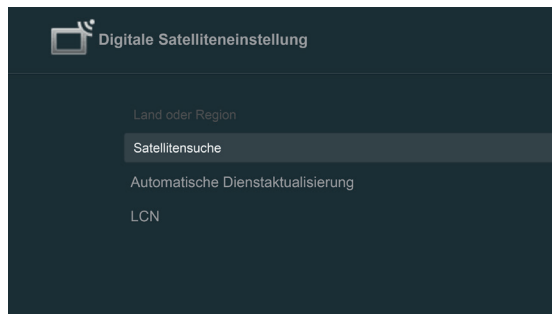 Digitale Satelliteneinstellung
Land oder Region
Satellitensuche
Automatische Dienstaktualisierung
LCN